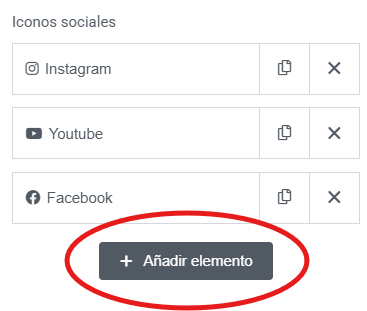 Iconos sociales
Instagram
Youtube
Facebook
Añadir elemento